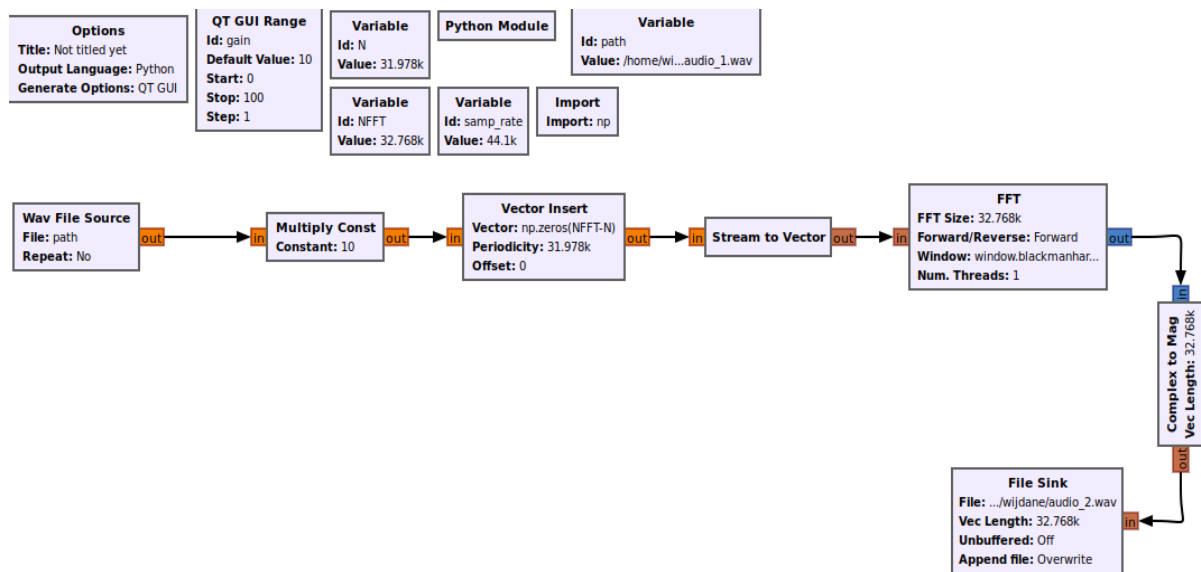 Options
Title: Not titled yet
Output Language: Python
Generate Options: QT GUI
QT GUI Range
Id: gain
Default Value: 10
Start: 0
Stop: 100
Step: 1
Variable
Id: N
Value: 31.978k
Python Module
Variable
Id: path
Value: /home/wi...audio_1.wav
Variable
Id: NFFT
Value: 32.768k
Variable
Id: samp_rate
Value: 44.1k
Import
Import: np
Wav File Source
File: path
Repeat: No
out
in
Multiply Const
Constant: 10
out
in
Vector Insert
Vector: np.zeros(NFFT-N)
Periodicity: 31.978k
Offset: 0
out
in
Stream to Vector
out
in
FFT
FFT Size: 32.768k
Forward/Reverse: Forward
Window: window.blackmanhar...
Num. Threads: 1
out
in
Complex to Mag
Vec Length: 32.768k
out
File Sink
File: .../wijdane/audio_2.wav
Vec Length: 32.768k
Unbuffered: Off
Append file: Overwrite
in